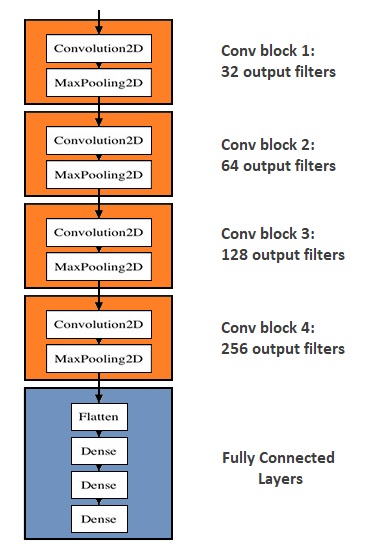 Convolution2D
MaxPooling2D
Conv block 1:
32 output filters
Convolution2D
MaxPooling2D
Conv block 2:
64 output filters
Convolution2D
MaxPooling2D
Conv block 3:
128 output filters
Convolution2D
MaxPooling2D
Conv block 4:
256 output filters
Flatten
Dense
Dense
Dense
Fully Connected
Layers